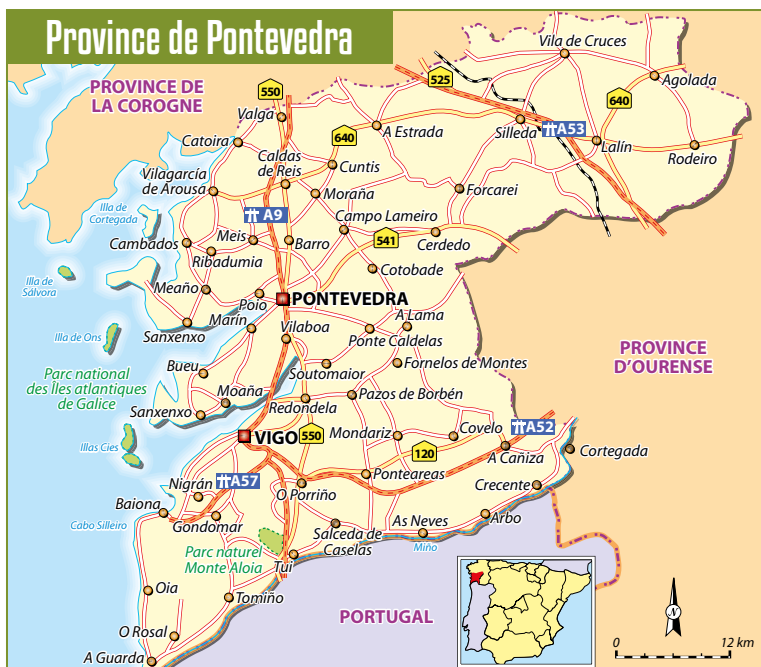 Province de Pontevedra
PROVINCE DE
LA COROGNE
Vila de Cruces
525
550
Agolada
640
Valga
A Estrada
Silleda
A53
Catoira
640
Lalín
Rodeiro
Caldas
de Reis
Cuntis
Vilagarcía
de Arousa
Moraña
Forcarei
Illa de
Cortegada
A9
Campo Lameiro
Cambados
Meis
Barro
541
Cerdedo
Ribadumia
Cotobade
Illa de
Sálvora
Meaño
Poio
PONTEVEDRA
Sanxenxo
Marín
A Lama
Illa de Ons
Vilaboa
Ponte Caldelas
PROVINCE
D'OURENSE
Parc national
des Îles atlantiques
de Galice
Bueu
Soutomaior
Fornelos de Montes
Moaña
Pazos de Borbén
Sanxenxo
Redondela
Illas Cies
VIGO
550
Mondariz
Covelo
A52
120
A Cañiza
Cortegada
A57
Nigrán
Ponteareas
O Porriño
Crecente
Baiona
Cabo Silleiro
Gondomar
Salceda de
Caselas
As Neves
Arbo
Parc naturel
Monte Aloia
Miño
Tui
Oia
Tomiño
PORTUGAL
O Rosal
N
A Guarda
0 12 km